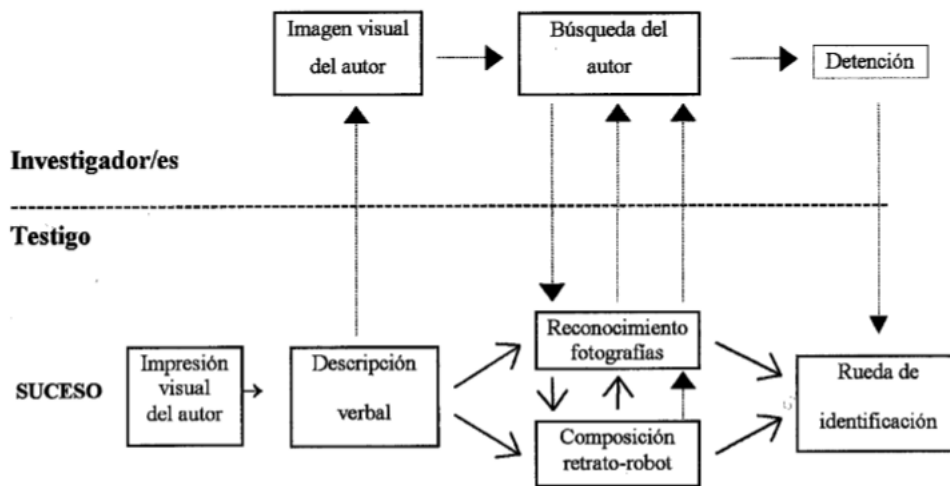 Imagen visual
del autor
Búsqueda del
autor
Detención
Investigador/es
Testigo
SUCESO
Impresión
visual
del autor
Descripción
verbal
Reconocimiento
fotografías
Composición
retrato-robot
Rueda de
identificación